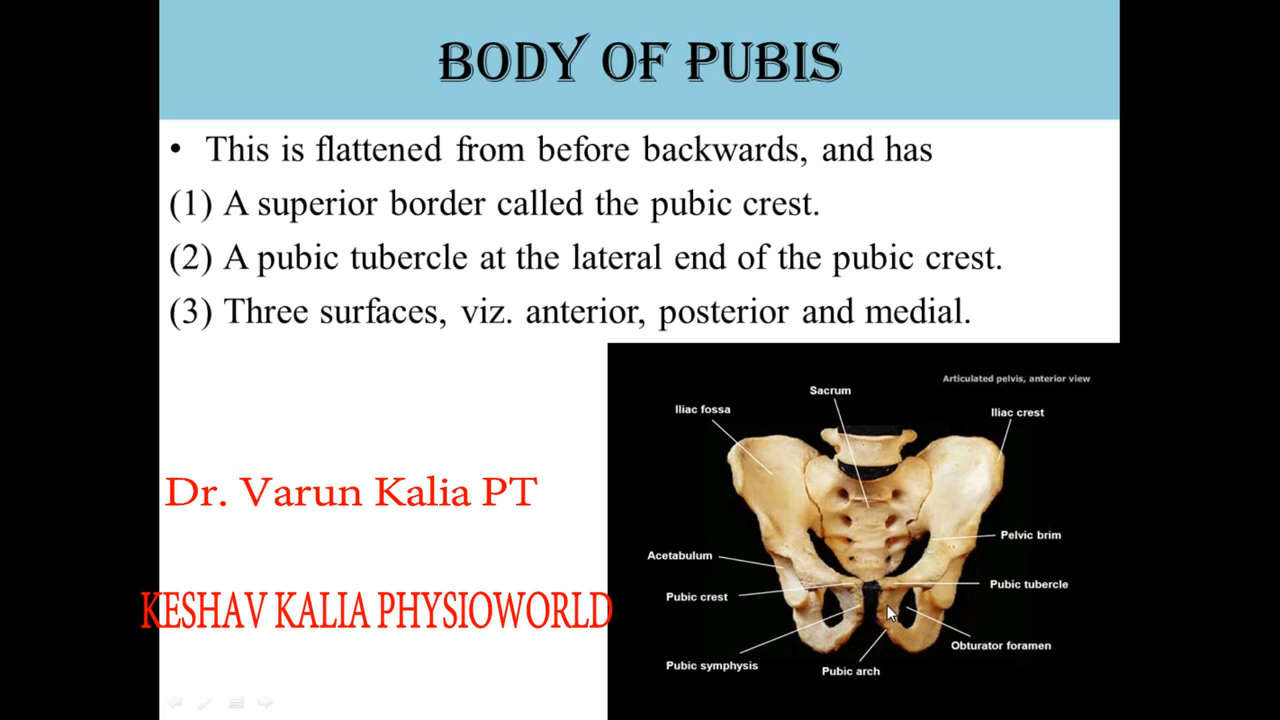 BODY OF PUBIS
• This is flattened from before backwards, and has
(1) A superior border called the pubic crest.
(2) A pubic tubercle at the lateral end of the pubic crest.
(3) Three surfaces, viz. anterior, posterior and medial.
Articulated pelvis, anterior view
Sacrum
Iliac fossa
Iliac crest
Dr. Varun Kalia PT
Pelvic brim
Acetabulum
Pubic tubercle
Pubic crest
KESHAV KALIA PHYSIOWORLD
Obturator foramen
Pubic symphysis
Pubic arch